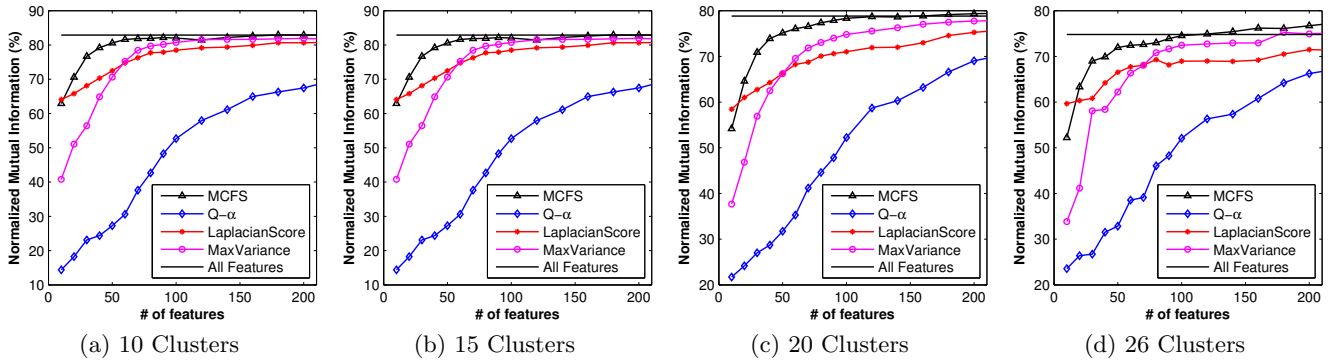 Normalized Mutual Information (%)
90
80
70
60
50
40
30
20
10
0
50
100
150
200
# of features
MCFS
Q−α
LaplacianScore
MaxVariance
All Features
(a) 10 Clusters
Normalized Mutual Information (%)
90
80
70
60
50
40
30
20
10
0
50
100
150
200
# of features
MCFS
Q−α
LaplacianScore
MaxVariance
All Features
(b) 15 Clusters
Normalized Mutual Information (%)
80
70
60
50
40
30
20
0
50
100
150
200
# of features
MCFS
Q−α
LaplacianScore
MaxVariance
All Features
(c) 20 Clusters
Normalized Mutual Information (%)
80
70
60
50
40
30
20
0
50
100
150
200
# of features
MCFS
Q−α
LaplacianScore
MaxVariance
All Features
(d) 26 Clusters